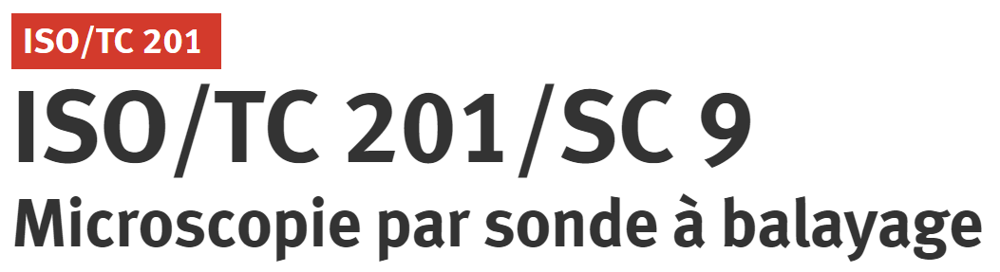 ISO/TC 201
ISO/TC 201/SC 9
Microscopie par sonde à balayage